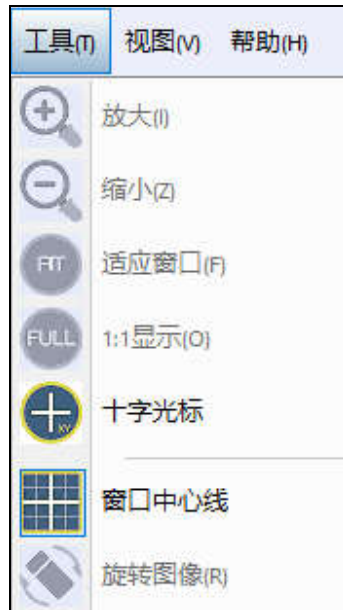 工具(T) 视图(V) 帮助(H)
放大(I)
缩小(Z)
FIT
适应窗口(F)
FULL
1:1显示(O)
XY
十字光标
窗口中心线
旋转图像(R)